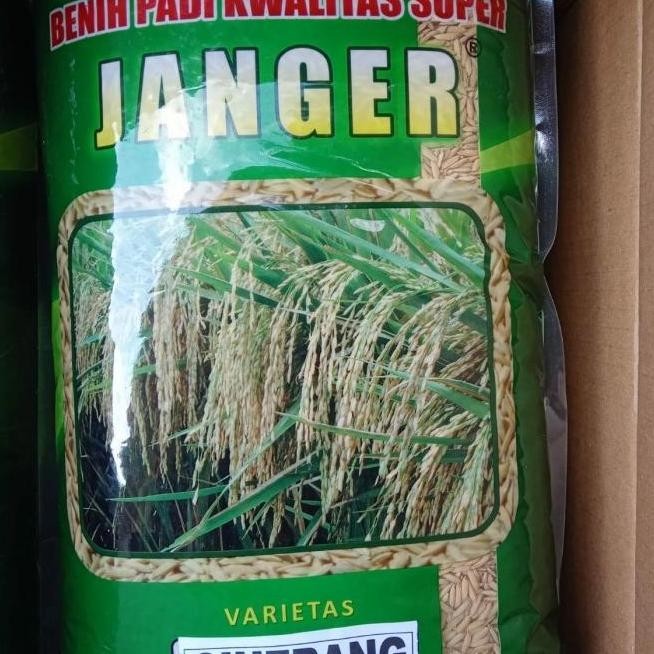 BENIH PADI KWALITAS SUPER
JANGER ®
VARIETAS